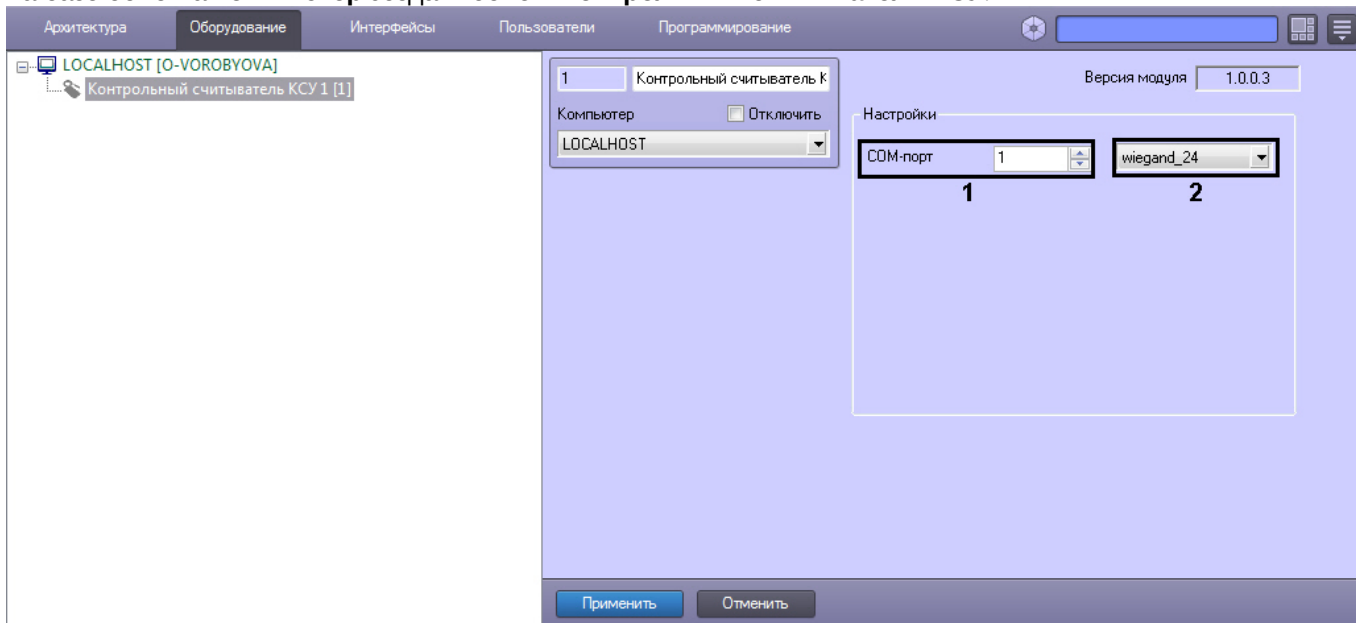 Архитектура Оборудование Интерфейсы Пользователи Программирование
LOCALHOST [O-VOROBYOVA]
Контрольный считыватель КСУ 1 [1]
1 Контрольный считыватель К
Версия модуля 1.0.0.3
Компьютер Отключить
Настройки
LOCALHOST
COM-порт 1 wiegand_24
1 2
Применить Отменить